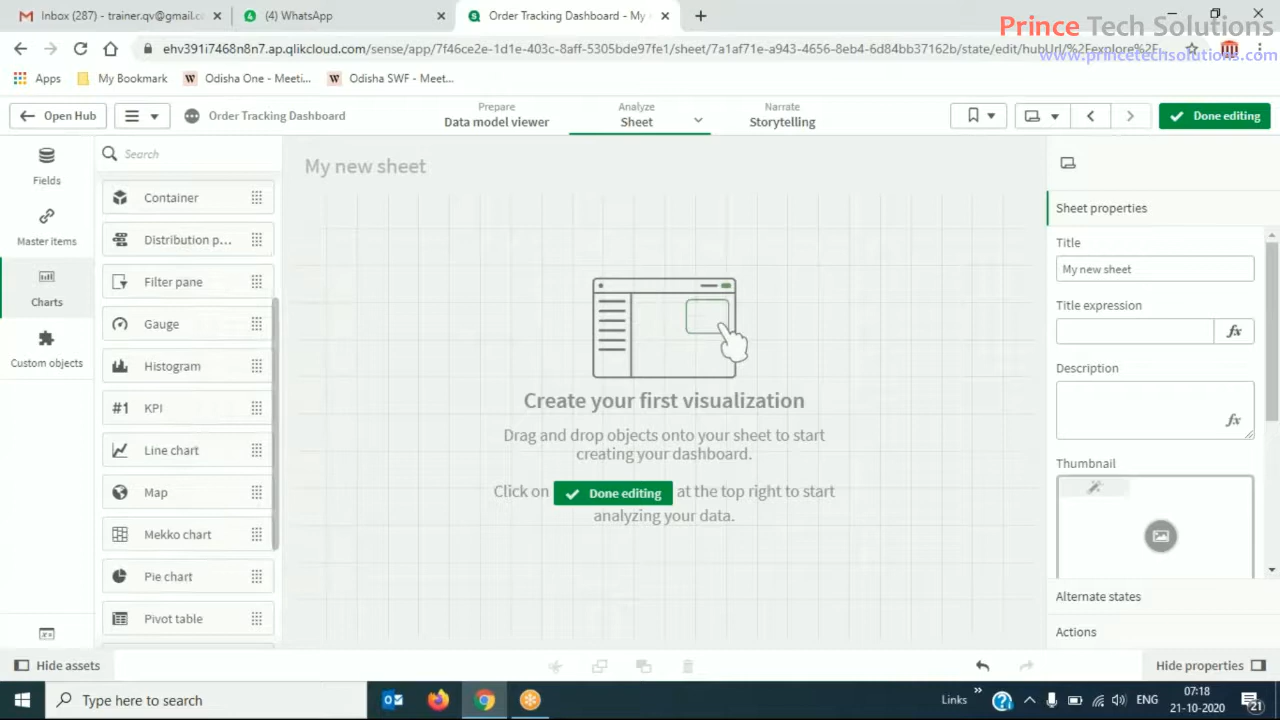 Inbox (287) - trainer.qv@gmail.co
(4) WhatsApp
Order Tracking Dashboard - My
Prince Tech Solutions
www.princetechsolutions.com
ehv391i7468n8n7.ap.qlikcloud.com/sense/app/7f46ce2e-1d1e-403c-8aff-5305bde97fe1/sheet/7a1af71e-a943-4656-8eb4-6d84bb37162b/state/edit/hubUrl/%2Fexplore%2F
Apps
My Bookmark
Odisha One - Meeti...
Odisha SWF - Meet...
Open Hub
Order Tracking Dashboard
Prepare
Data model viewer
Analyze
Sheet
Narrate
Storytelling
Done editing
Fields
Master items
Charts
Custom objects
Search
Container
Distribution p...
Filter pane
Gauge
Histogram
#1 KPI
Line chart
Map
Mekko chart
Pie chart
Pivot table
My new sheet
Create your first visualization
Drag and drop objects onto your sheet to start
creating your dashboard.
Click on Done editing at the top right to start
analyzing your data.
Sheet properties
Title
My new sheet
Title expression
fx
Description
fx
Thumbnail
Alternate states
Actions
Hide assets
Hide properties
Type here to search
Links
ENG
07:18
21-10-2020
21